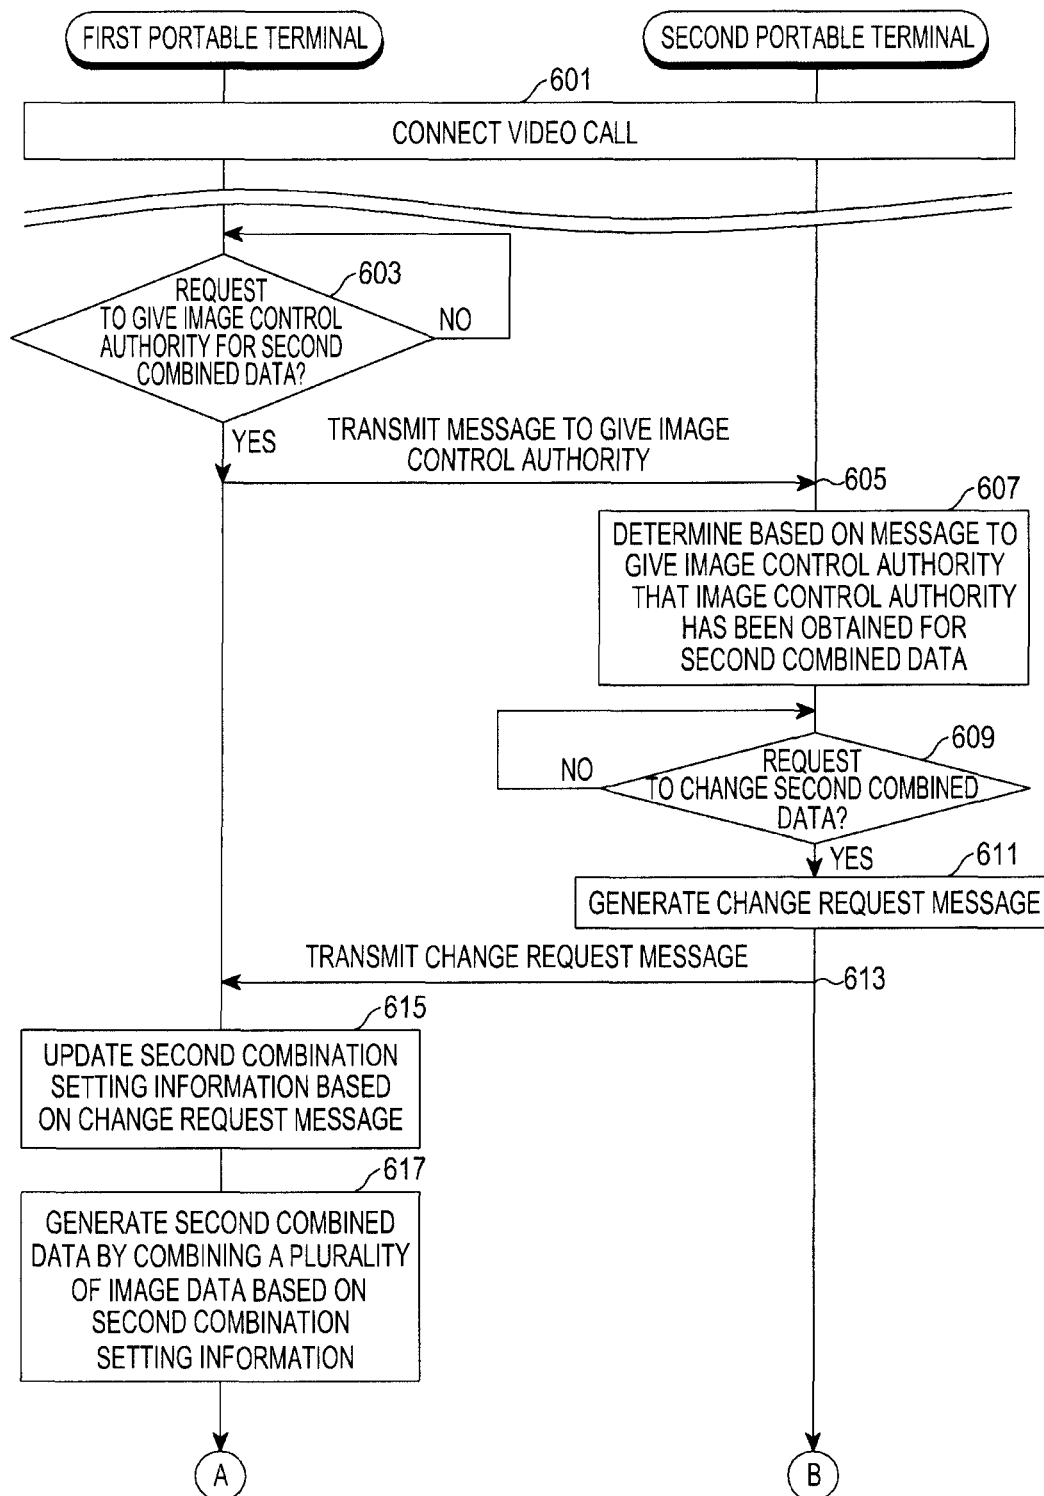 FIRST PORTABLE TERMINAL
SECOND PORTABLE TERMINAL
601
CONNECT VIDEO CALL
603
REQUEST
TO GIVE IMAGE CONTROL
AUTHORITY FOR SECOND
COMBINED DATA?
NO
YES
TRANSMIT MESSAGE TO GIVE IMAGE
CONTROL AUTHORITY
605
607
DETERMINE BASED ON MESSAGE TO
GIVE IMAGE CONTROL AUTHORITY
THAT IMAGE CONTROL AUTHORITY
HAS BEEN OBTAINED FOR
SECOND COMBINED DATA
609
REQUEST
TO CHANGE SECOND COMBINED
DATA?
NO
YES
611
GENERATE CHANGE REQUEST MESSAGE
TRANSMIT CHANGE REQUEST MESSAGE
613
615
UPDATE SECOND COMBINATION
SETTING INFORMATION BASED
ON CHANGE REQUEST MESSAGE
617
GENERATE SECOND COMBINED
DATA BY COMBINING A PLURALITY
OF IMAGE DATA BASED ON
SECOND COMBINATION
SETTING INFORMATION
A
B